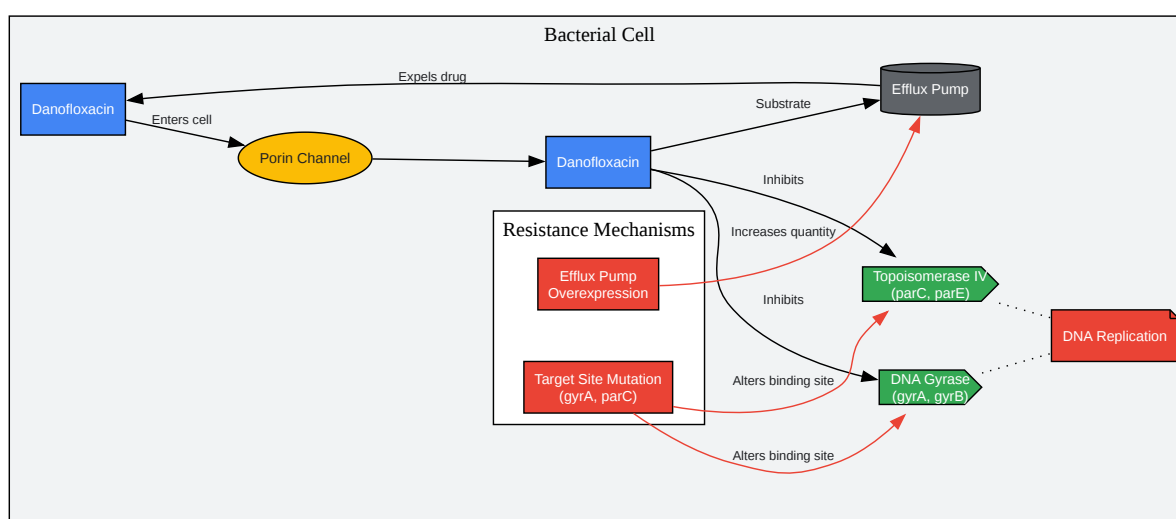 Bacterial Cell
Expels drug
Efflux Pump
Danofloxacin
Substrate
Enters cell
Porin Channel
Danofloxacin
Inhibits
Resistance Mechanisms
Increases quantity
Efflux Pump
Overexpression
Topoisomerase IV
(parC, parE)
Inhibits
DNA Replication
Target Site Mutation
(gyrA, parC)
Alters binding site
DNA Gyrase
(gyrA, gyrB)
Alters binding site